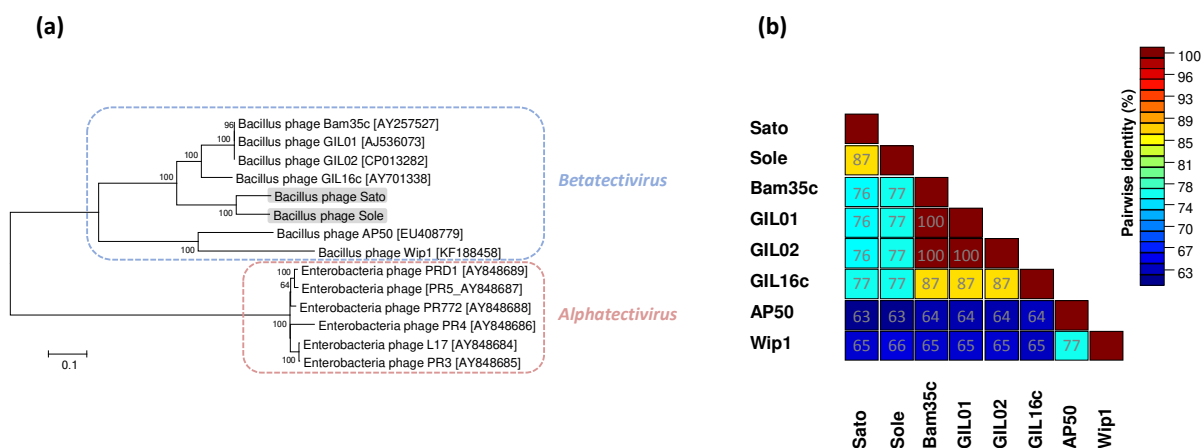 (a)
96
Bacillus phage Bam35c [AY257527]
100
Bacillus phage GIL01 [AJ536073]
Bacillus phage GIL02 [CP013282]
100
Bacillus phage GIL16c [AY701338]
100
Bacillus phage Sato
100
Bacillus phage Sole
Bacillus phage AP50 [EU408779]
100
Bacillus phage Wip1 [KF188458]
Betatectivirus
Enterobacteria phage PRD1 [AY848689]
100
64
Enterobacteria phage [PR5_AY848687]
Enterobacteria phage PR772 [AY848688]
100
Enterobacteria phage PR4 [AY848686]
Enterobacteria phage L17 [AY848684]
100
Enterobacteria phage PR3 [AY848685]
Alphatectivirus
0.1
(b)
Sato
Sole 87
Bam35c 76 77
GIL01 76 77 100
GIL02 76 77 100 100
GIL16c 77 77 87 87 87
AP50 63 63 64 64 64 64
Wip1 65 66 65 65 65 65 77
Sato Sole Bam35c GIL01 GIL02 GIL16c AP50 Wip1
Pairwise identity (%)
100
96
93
89
85
81
78
74
70
67
63